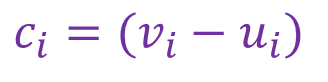 cᵢ = (vᵢ − uᵢ)